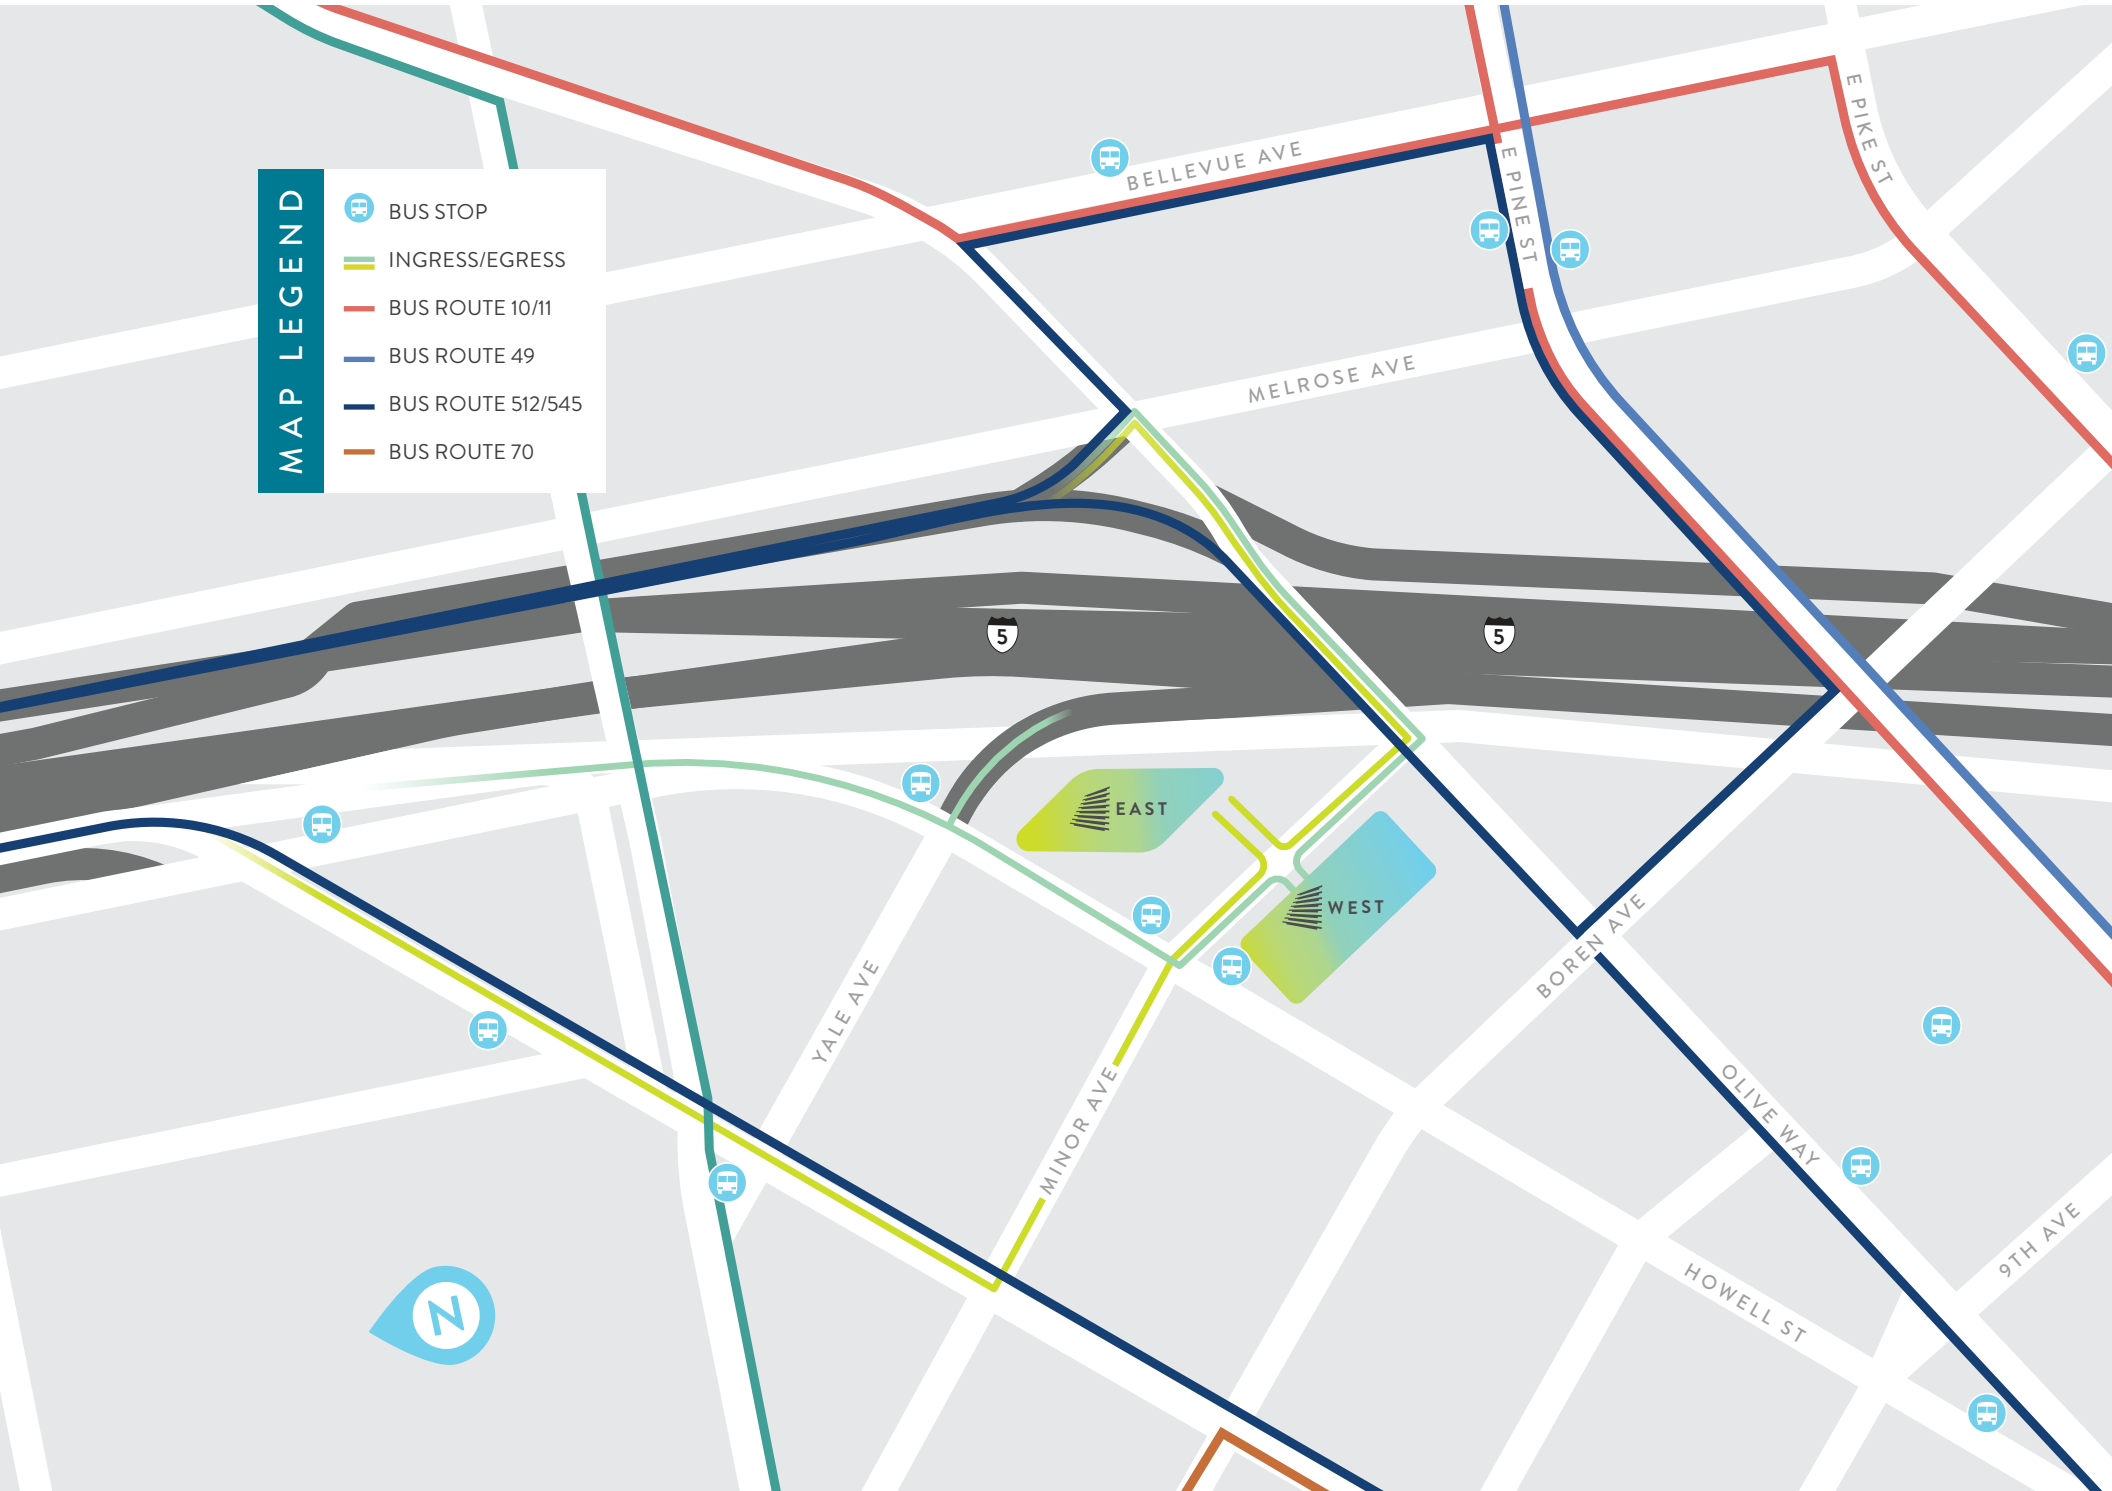 E PIKE ST
BELLEVUE AVE
E PINE ST
MAP LEGEND
BUS STOP
INGRESS/EGRESS
BUS ROUTE 10/11
BUS ROUTE 49
BUS ROUTE 512/545
BUS ROUTE 70
MELROSE AVE
5
5
EAST
WEST
BOREN AVE
YALE AVE
MINOR AVE
OLIVE WAY
9TH AVE
HOWELL ST
N